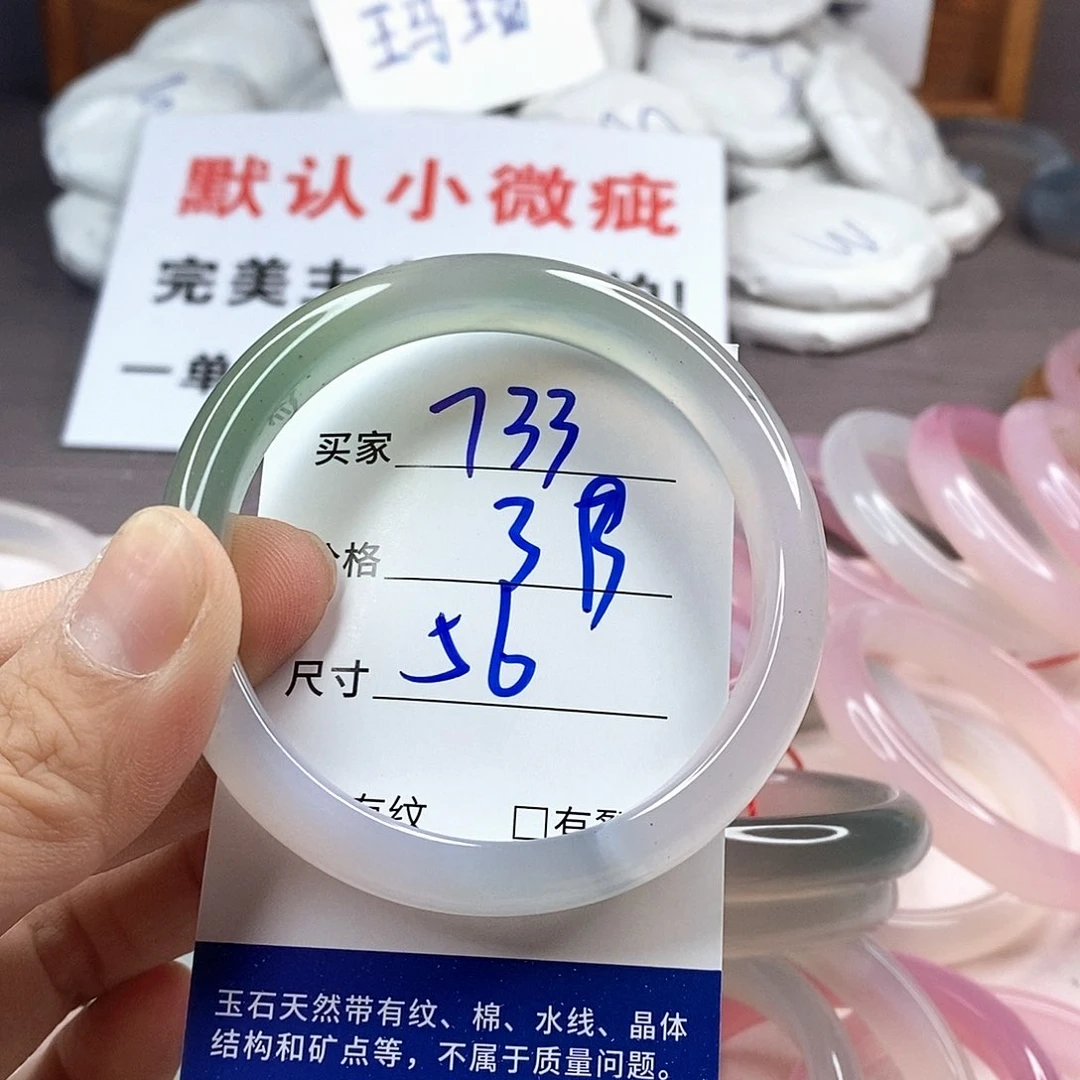 玛瑙
默认小微疵
完美主
一单
买家 733
格 3
尺寸 56
有纹 □有裂
玉石天然带有纹、棉、水线、晶体
结构和矿点等，不属于质量问题。